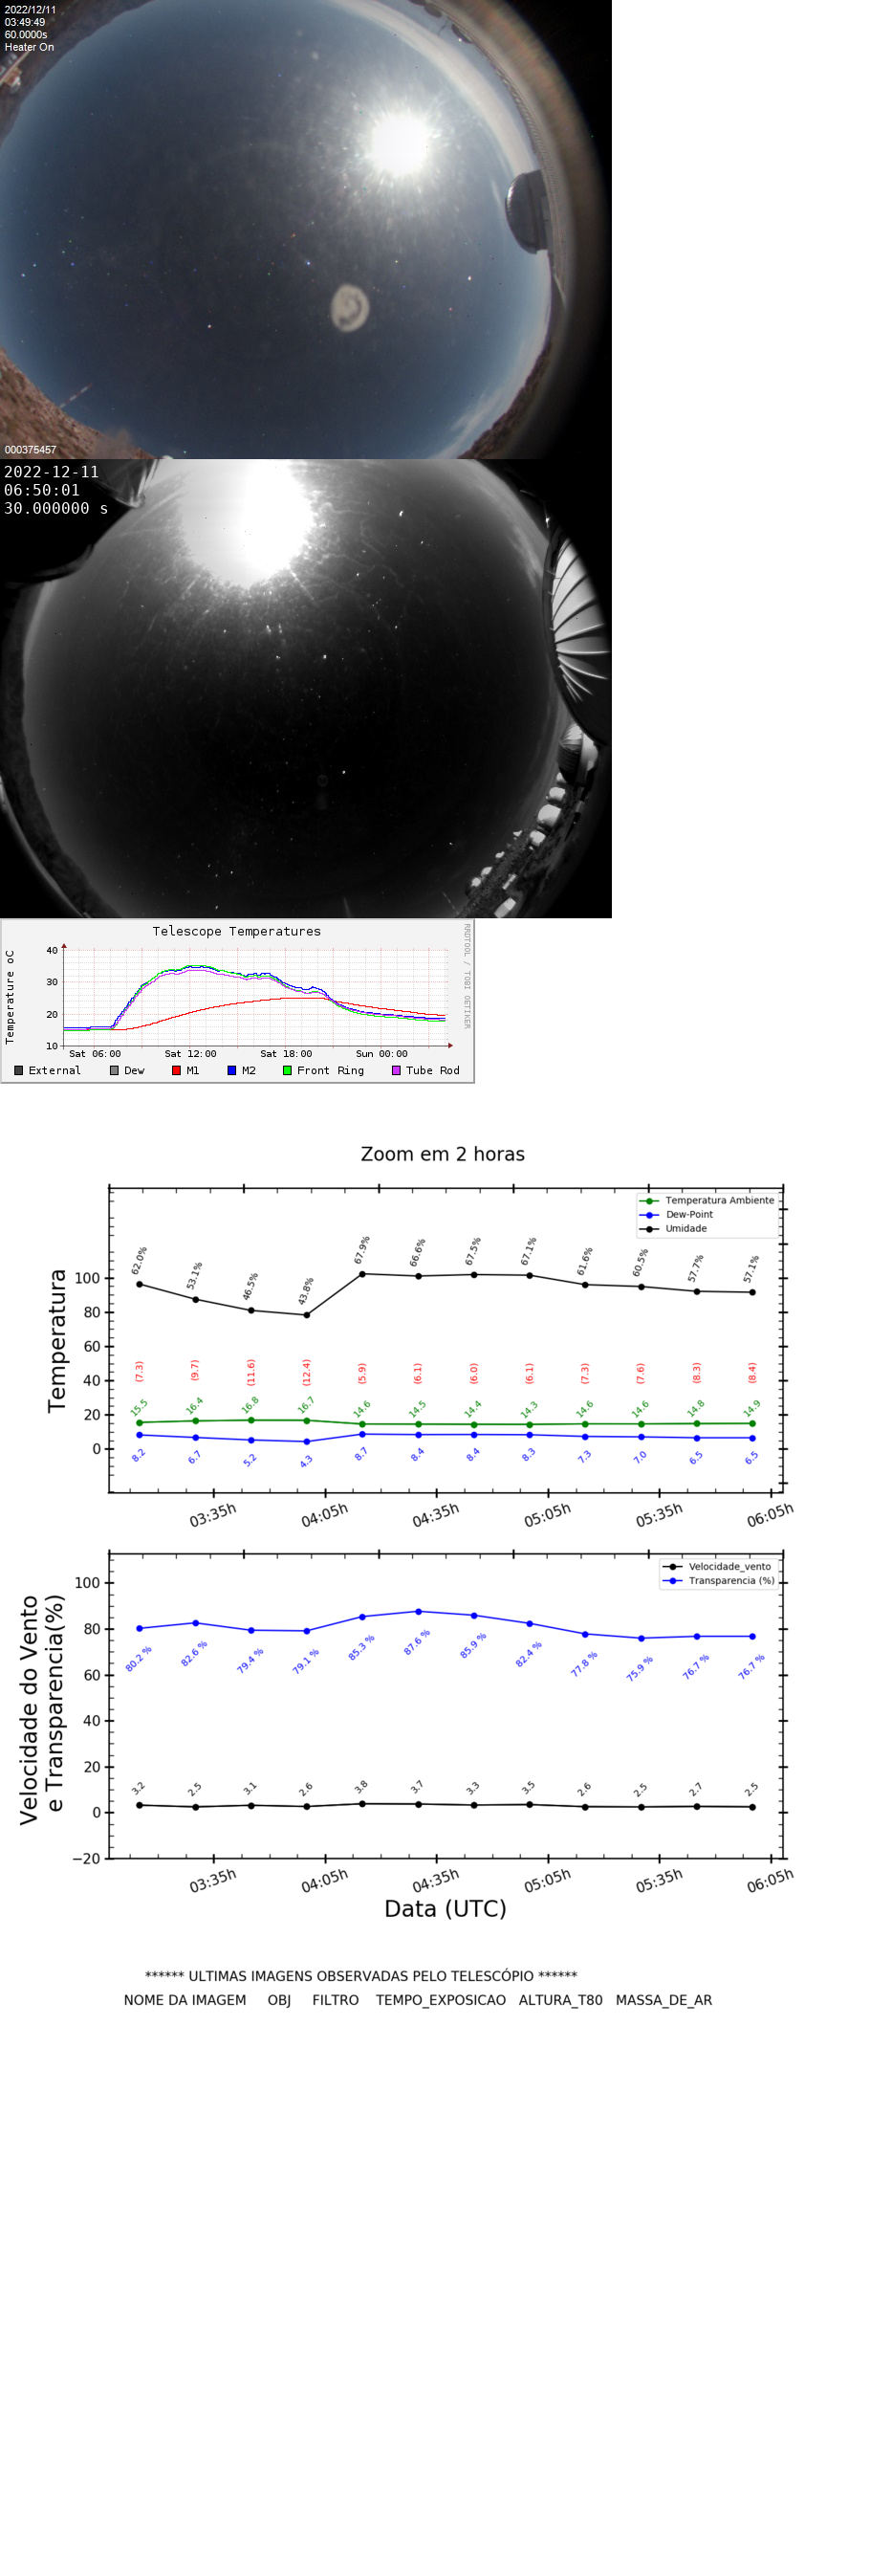 2022/12/11
03:49:49
60.0000s
Heater On
000375457
2022-12-11
06:50:01
30.000000 s
Telescope Temperatures
RRDTOOL / TOBI OETIKER
Temperature oC
40
30
20
10
Sat 06:00 Sat 12:00 Sat 18:00 Sun 00:00
External Dew M1 M2 Front Ring Tube Rod
Zoom em 2 horas
Temperatura Ambiente
Dew-Point
Umidade
Temperatura
100
80
60
40
20
0
62.0% 53.1% 46.5% 43.8% 67.9% 66.6% 67.5% 67.1% 61.6% 60.5% 57.7% 57.1%
(7.3) (9.7) (11.6) (12.4) (5.9) (6.1) (6.0) (6.1) (7.3) (7.6) (8.3) (8.4)
15.5 16.4 16.8 16.7 14.6 14.5 14.4 14.3 14.6 14.6 14.8 14.9
8.2 6.7 5.2 4.3 8.7 8.4 8.4 8.3 7.3 7.0 6.5 6.5
03:35h 04:05h 04:35h 05:05h 05:35h 06:05h
Velocidade_vento
Transparencia (%)
Velocidade do Vento
e Transparencia(%)
100
80
60
40
20
0
−20
80.2 % 82.6 % 79.4 % 79.1 % 85.3 % 87.6 % 85.9 % 82.4 % 77.8 % 75.9 % 76.7 % 76.7 %
3.2 2.5 3.1 2.6 3.8 3.7 3.3 3.5 2.6 2.5 2.7 2.5
03:35h 04:05h 04:35h 05:05h 05:35h 06:05h
Data (UTC)
****** ULTIMAS IMAGENS OBSERVADAS PELO TELESCÓPIO ******
NOME DA IMAGEM OBJ FILTRO TEMPO_EXPOSICAO ALTURA_T80 MASSA_DE_AR